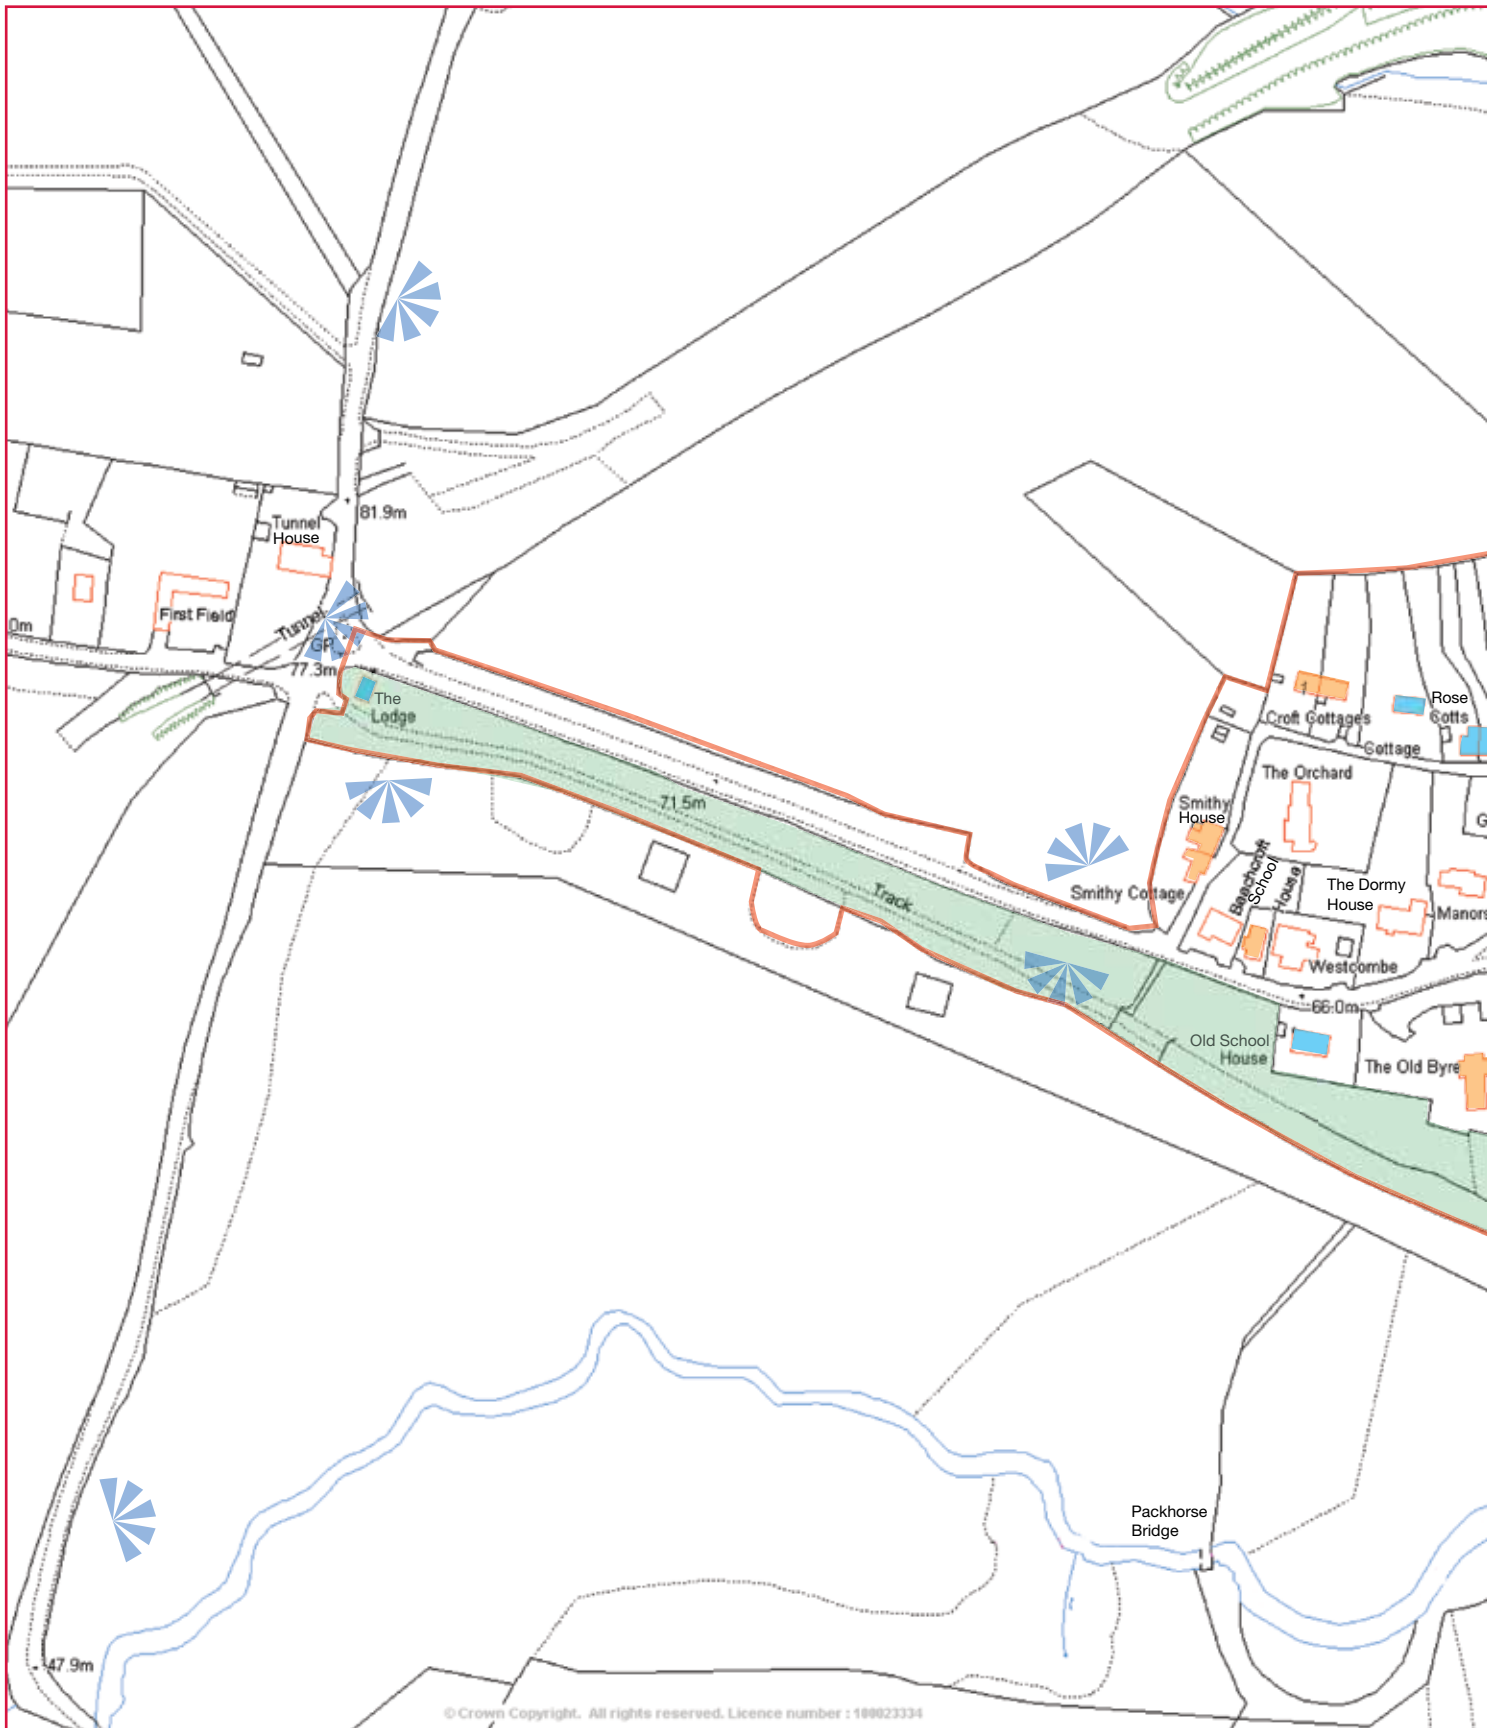 81.9m
Tunnel
House
First Field
0m
Tunnel
GP
77.3m
The
Lodge
71.5m
Track
1
Croft Cottages
Rose
Cotts
Cottage
The Orchard
Smithy
House
G
Beechcroft
School
House
The Dormy
House
Smithy Cottage
Manors
Westcombe
66.0m
Old School
House
The Old Byre
Packhorse
Bridge
47.9m
© Crown Copyright. All rights reserved. Licence number : 100023334